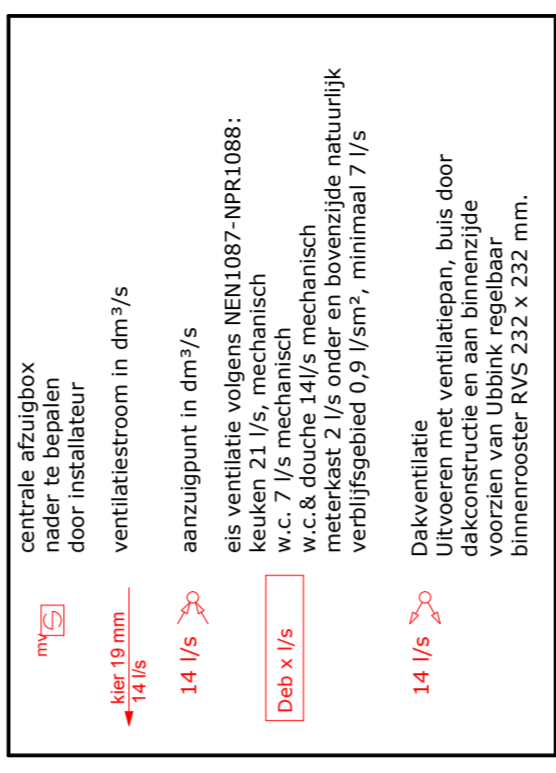 mv S
centrale afzuigbox
nader te bepalen
door installateur
kier 19 mm
14 l/s
ventilatiestroom in dm³/s
14 l/s
aanzuigpunt in dm³/s
Deb x l/s
eis ventilatie volgens NEN1087-NPR1088:
keuken 21 l/s, mechanisch
w.c. 7 l/s mechanisch
w.c.& douche 14l/s mechanisch
meterkast 2 l/s onder en bovenzijde natuurlijk
verblijfsgebied 0,9 l/sm², minimaal 7 l/s
14 l/s
Dakventilatie
Uitvoeren met ventilatiepan, buis door
dakconstructie en aan binnenzijde
voorzien van Ubbink regelbaar
binnenrooster RVS 232 x 232 mm.